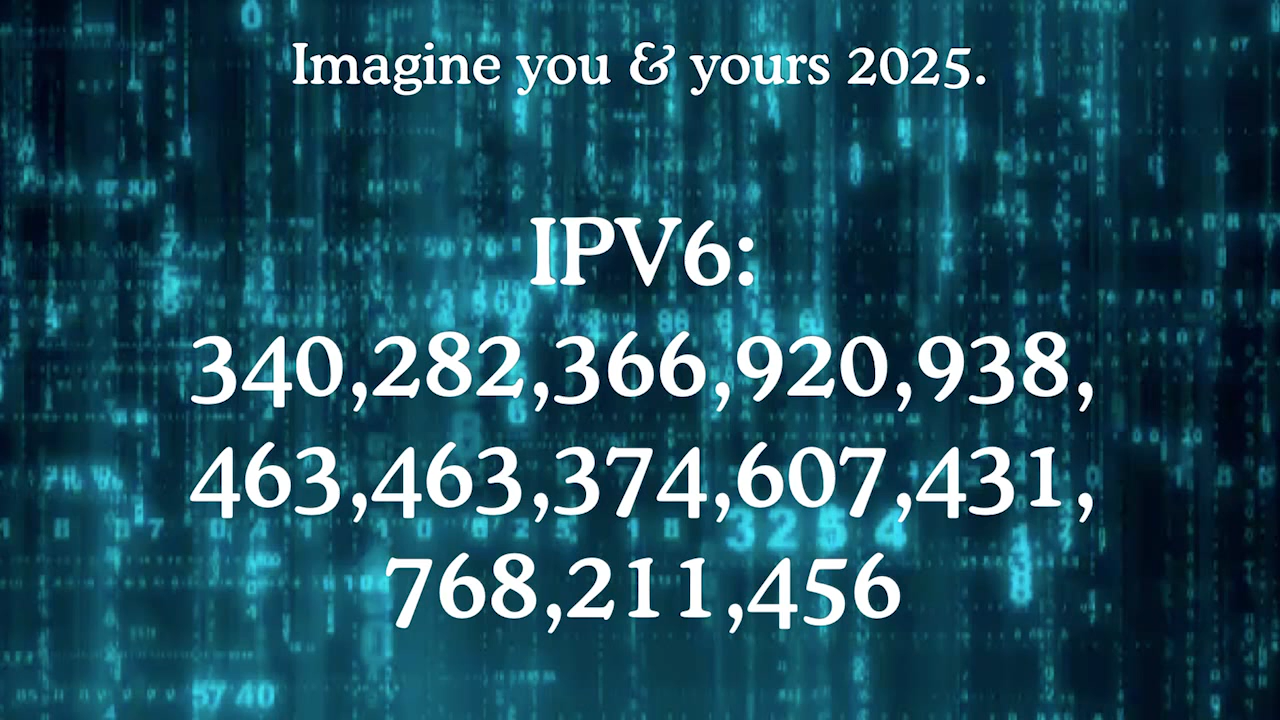 Imagine you & yours 2025.
IPV6:
340,282,366,920,938,
463,463,374,607,431,
768,211,456